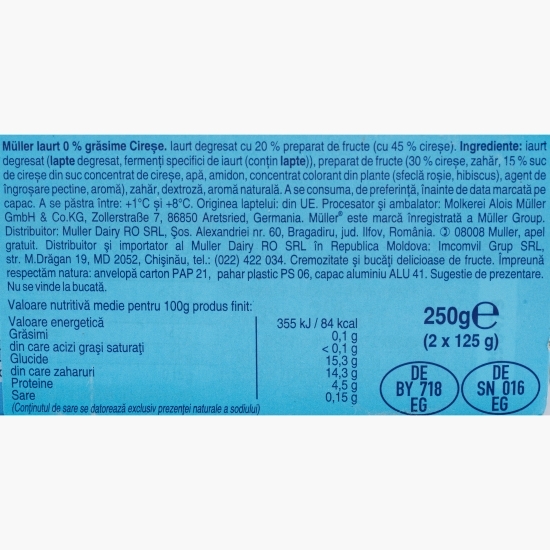 Müller Iaurt 0 % grăsime Cireşe. Iaurt degresat cu 20 % preparat de fructe (cu 45 % cireşe). Ingrediente: iaurt
degresat (lapte degresat, fermenţi specifici de iaurt (conţin lapte)), preparat de fructe (30 % cireşe, zahăr, 15 % suc
de cireşe din suc concentrat de cireşe, apă, amidon, concentrat colorant din plante (sfeclă roşie, hibiscus), agent de
îngroşare pectine, aromă), zahăr, dextroză, aromă naturală. A se consuma, de preferinţă, înainte de data marcată pe
capac. A se păstra între: +1°C şi +8°C. Originea laptelui: din UE. Procesator şi ambalator: Molkerei Alois Müller
GmbH & Co.KG, Zollerstraße 7, 86850 Aretsried, Germania. Müller® este marcă înregistrată a Müller Group.
Distribuitor: Muller Dairy RO SRL, Şos. Alexandriei nr. 60, Bragadiru, jud. Ilfov, România. 08008 Muller, apel
gratuit. Distribuitor şi importator al Muller Dairy RO SRL în Republica Moldova: Imcomvil Grup SRL,
str. M.Drăgan 19, MD 2052, Chişinău, tel.: (022) 422 034. Cremozitate şi bucăţi delicioase de fructe. Împreună
respectăm natura: anvelopă carton PAP 21, pahar plastic PS 06, capac aluminiu ALU 41. Sugestie de prezentare.
Nu se vinde la bucată.
Valoare nutritivă medie pentru 100g produs finit:
Valoare energetică 355 kJ / 84 kcal
Grăsimi 0,1 g
din care acizi graşi saturaţi < 0,1 g
Glucide 15,3 g
din care zaharuri 14,3 g
Proteine 4,5 g
Sare 0,15 g
(Conţinutul de sare se datorează exclusiv prezenţei naturale a sodiului)
250g℮
(2 x 125 g)
DE
BY 718
EG
DE
SN 016
EG